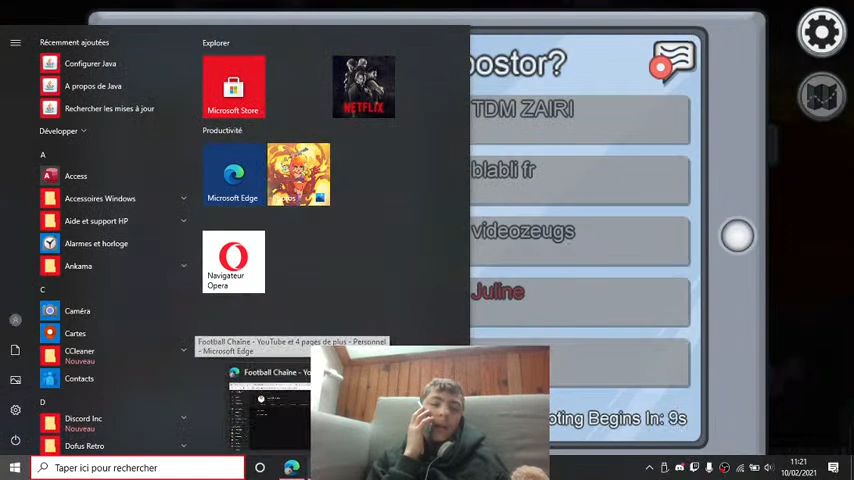 Récemment ajoutées
Configurer Java
A propos de Java
Rechercher les mises à jour
Développer
A
Access
Accessoires Windows
Aide et support HP
Alarmes et horloge
Ankama
C
Caméra
Cartes
CCleaner
Nouveau
Contacts
D
Discord Inc
Nouveau
Dofus Retro
Explorer
Microsoft Store
NETFLIX
Productivité
Microsoft Edge
Navigateur
Opera
Football Chaîne - YouTube et 4 pages de plus - Personnel
- Microsoft Edge
Football Chaîne - Yo
postor?
TDM ZAIRI
blabli fr
videozeugs
Juline
ting Begins In: 9s
Taper ici pour rechercher
11:21
10/02/2021